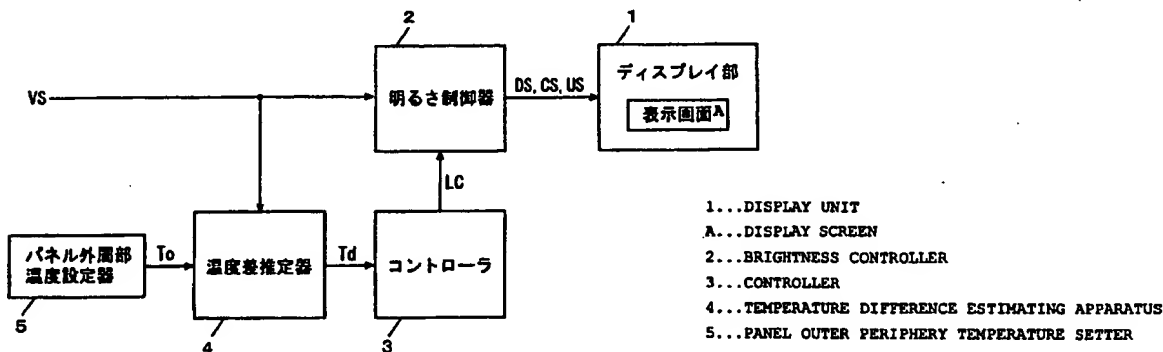 2
1
VS
明るさ制御器
DS, CS, US
ディスプレイ部
表示画面A
LC
パネル外周部
温度設定器
To
温度差推定器
Td
コントローラ
5
4
3
1...DISPLAY UNIT
A...DISPLAY SCREEN
2...BRIGHTNESS CONTROLLER
3...CONTROLLER
4...TEMPERATURE DIFFERENCE ESTIMATING APPARATUS
5...PANEL OUTER PERIPHERY TEMPERATURE SETTER